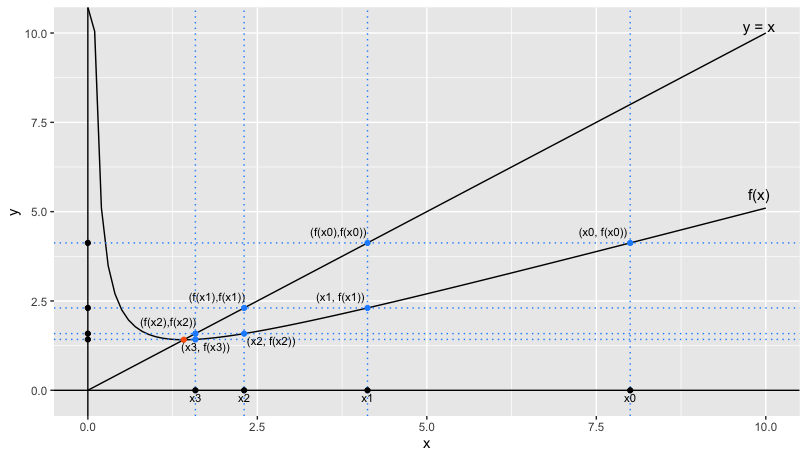 10.0
7.5
5.0
2.5
0.0
y
y = x
f(x)
(f(x0),f(x0))
(x0, f(x0))
(f(x1),f(x1))
(x1, f(x1))
(f(x2),f(x2))
(x3, f(x3))
(x2, f(x2))
x3
x2
x1
x0
0.0
2.5
5.0
7.5
10.0
x